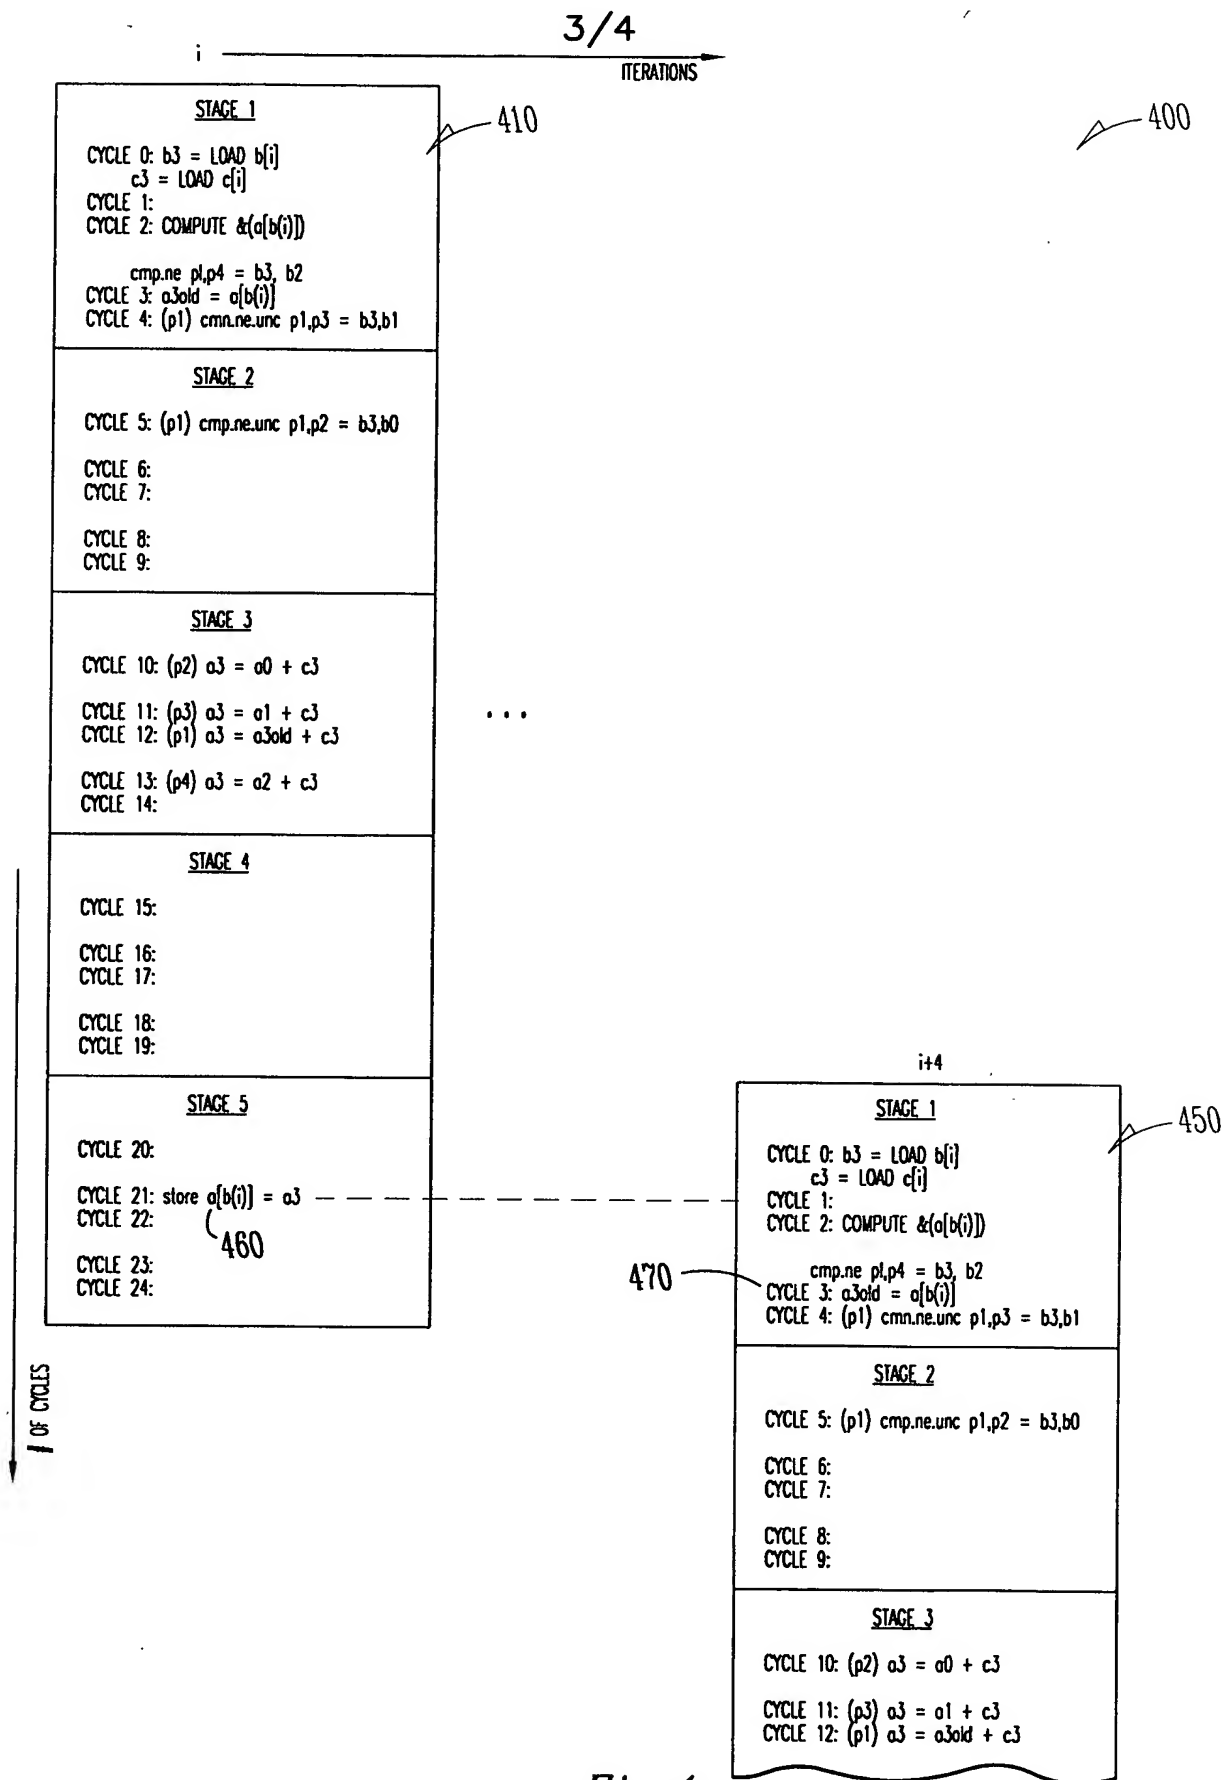 3/4
i
ITERATIONS
400
410
STAGE 1
CYCLE 0: b3 = LOAD b[i]
c3 = LOAD c[i]
CYCLE 1:
CYCLE 2: COMPUTE &(a[b(i)])
cmp.ne pl,p4 = b3, b2
CYCLE 3: a3old = a[b(i)]
CYCLE 4: (p1) cmn.ne.unc p1,p3 = b3,b1
STAGE 2
CYCLE 5: (p1) cmp.ne.unc p1,p2 = b3,b0
CYCLE 6:
CYCLE 7:
CYCLE 8:
CYCLE 9:
STAGE 3
CYCLE 10: (p2) a3 = a0 + c3
CYCLE 11: (p3) a3 = a1 + c3
CYCLE 12: (p1) a3 = a3old + c3
CYCLE 13: (p4) a3 = a2 + c3
CYCLE 14:
...
STAGE 4
CYCLE 15:
CYCLE 16:
CYCLE 17:
CYCLE 18:
CYCLE 19:
STAGE 5
CYCLE 20:
CYCLE 21: store a[b(i)] = a3
CYCLE 22:
460
CYCLE 23:
CYCLE 24:
OF CYCLES
i+4
450
STAGE 1
CYCLE 0: b3 = LOAD b[i]
c3 = LOAD c[i]
CYCLE 1:
CYCLE 2: COMPUTE &(a[b(i)])
cmp.ne pl,p4 = b3, b2
470
CYCLE 3: a3old = a[b(i)]
CYCLE 4: (p1) cmn.ne.unc p1,p3 = b3,b1
STAGE 2
CYCLE 5: (p1) cmp.ne.unc p1,p2 = b3,b0
CYCLE 6:
CYCLE 7:
CYCLE 8:
CYCLE 9:
STAGE 3
CYCLE 10: (p2) a3 = a0 + c3
CYCLE 11: (p3) a3 = a1 + c3
CYCLE 12: (p1) a3 = a3old + c3